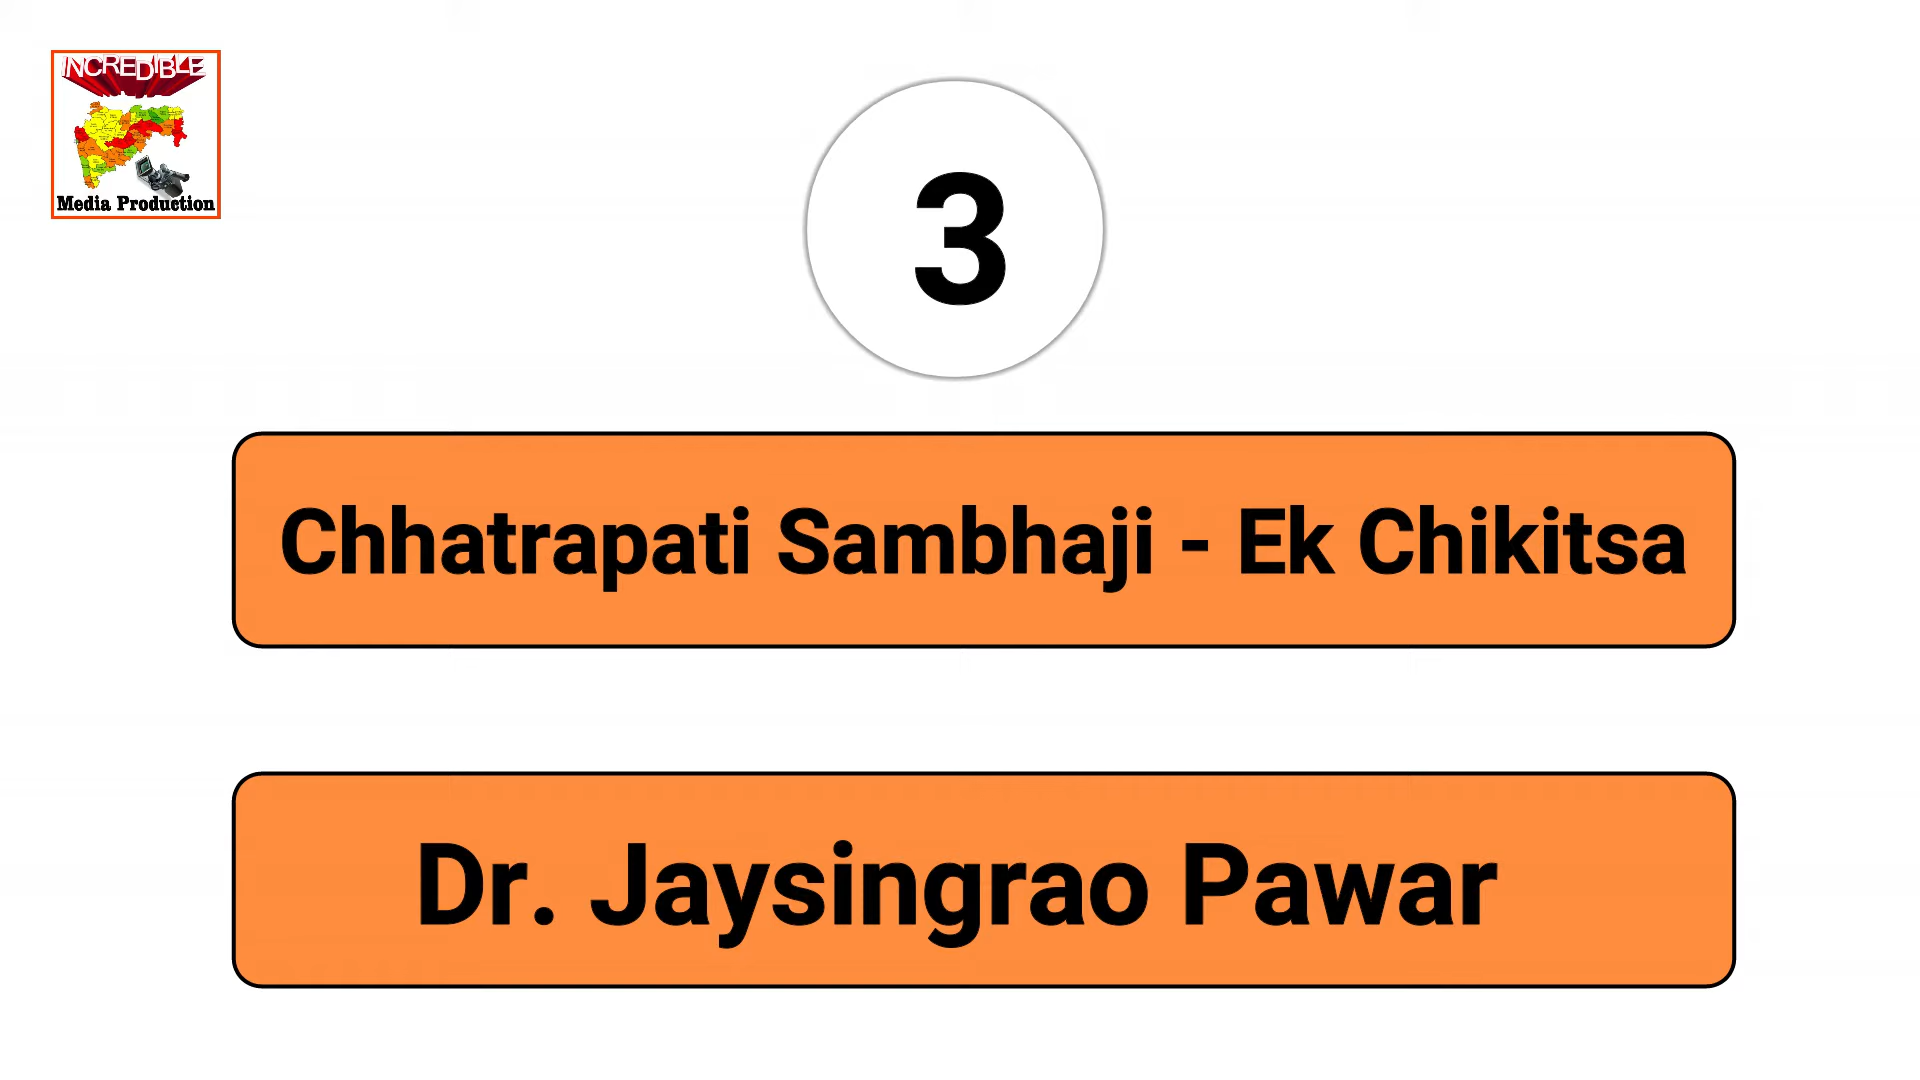 INCREDIBLE
Media Production
3
Chhatrapati Sambhaji - Ek Chikitsa
Dr. Jaysingrao Pawar